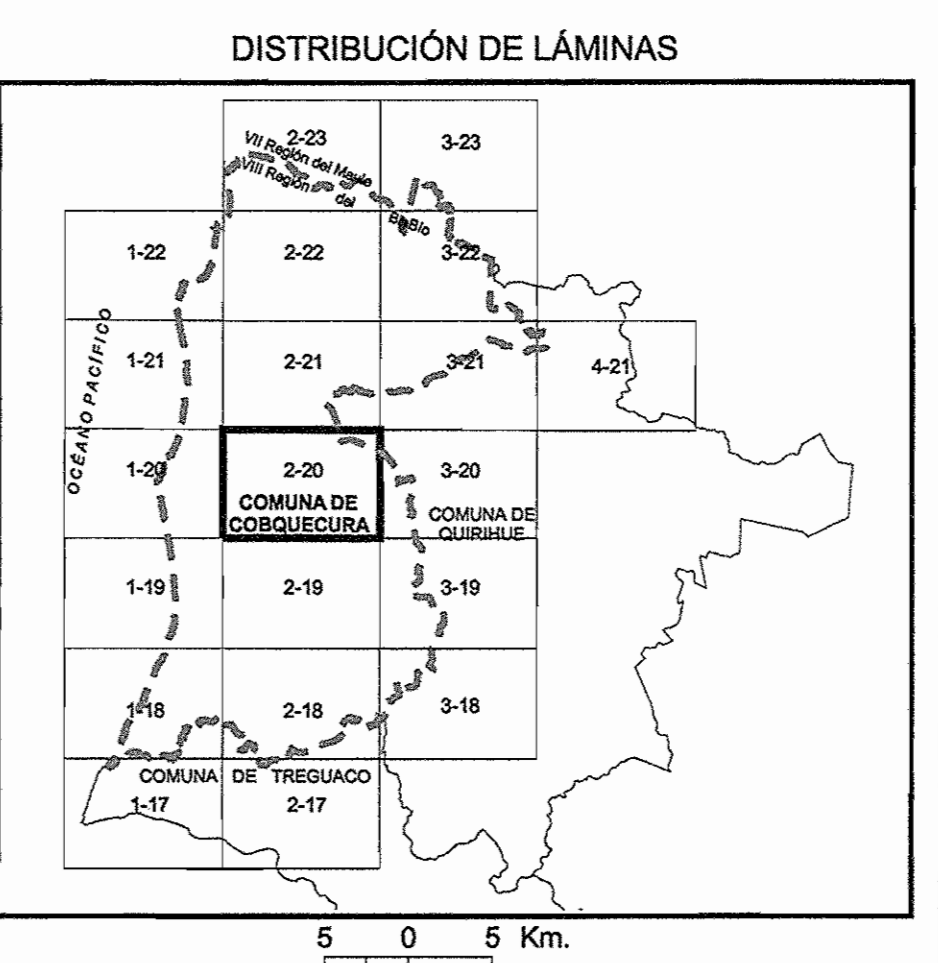 DISTRIBUCIÓN DE LÁMINAS
2-23
3-23
VII Región del Maule
VIII Región del BioBio
1-22
2-22
3-22
OCÉANO PACÍFICO
1-21
2-21
3-21
4-21
1-20
2-20
3-20
COMUNA DE
COBQUECURA
COMUNA DE
QUIRIHUE
1-19
2-19
3-19
1-18
2-18
3-18
COMUNA DE TREGUACO
1-17
2-17
5 0 5 Km.